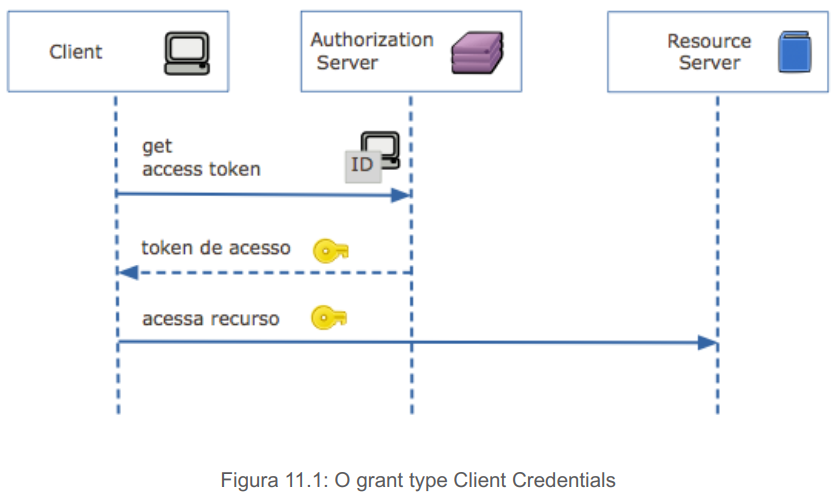 Client
Authorization
Server
Resource
Server
get
access token
ID
token de acesso
acessa recurso
Figura 11.1: O grant type Client Credentials